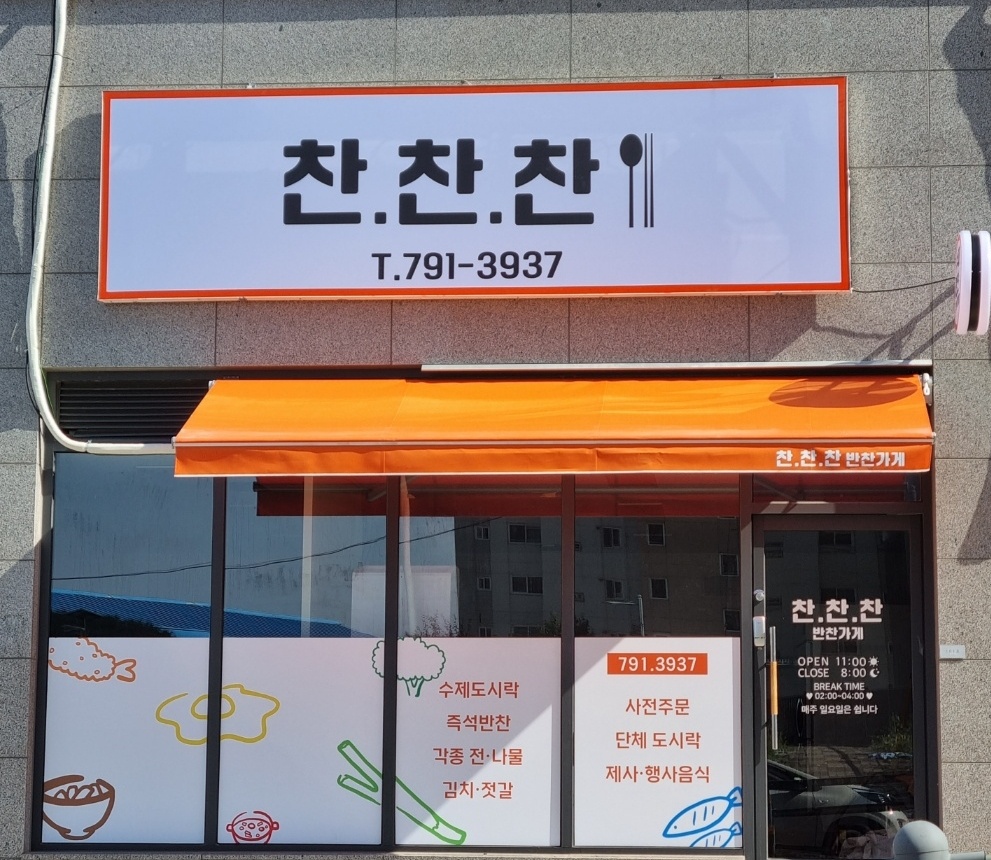 찬.찬.찬
T.791-3937
찬.찬.찬 반찬가게
수제도시락
즉석반찬
각종 전·나물
김치·젓갈
791.3937
사전주문
단체 도시락
제사·행사음식
찬.찬.찬
반찬가게
OPEN 11:00
CLOSE 8:00
BREAK TIME
02:00-04:00
매주 일요일은 쉽니다